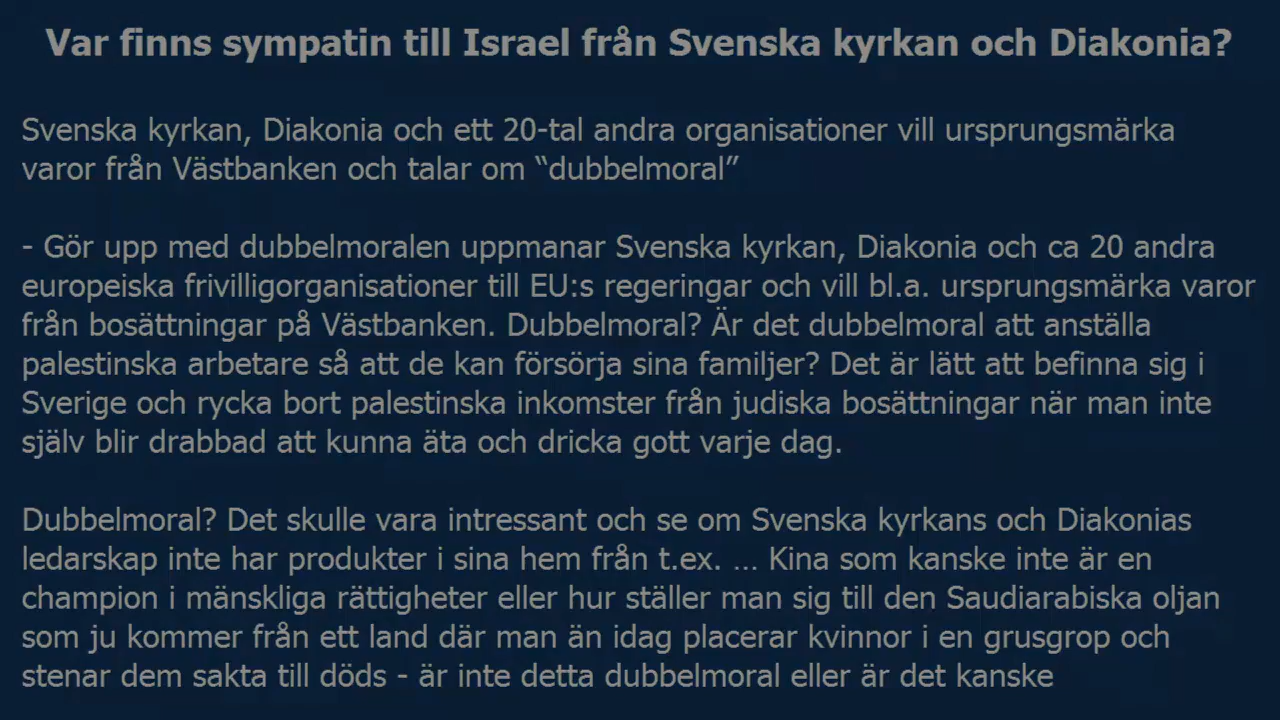 Var finns sympatin till Israel från Svenska kyrkan och Diakonia?
Svenska kyrkan, Diakonia och ett 20-tal andra organisationer vill ursprungsmärka
varor från Västbanken och talar om “dubbelmoral”
- Gör upp med dubbelmoralen uppmanar Svenska kyrkan, Diakonia och ca 20 andra
europeiska frivilligorganisationer till EU:s regeringar och vill bl.a. ursprungsmärka varor
från bosättningar på Västbanken. Dubbelmoral? Är det dubbelmoral att anställa
palestinska arbetare så att de kan försörja sina familjer? Det är lätt att befinna sig i
Sverige och rycka bort palestinska inkomster från judiska bosättningar när man inte
själv blir drabbad att kunna äta och dricka gott varje dag.
Dubbelmoral? Det skulle vara intressant och se om Svenska kyrkans och Diakonias
ledarskap inte har produkter i sina hem från t.ex. ... Kina som kanske inte är en
champion i mänskliga rättigheter eller hur ställer man sig till den Saudiarabiska oljan
som ju kommer från ett land där man än idag placerar kvinnor i en grusgrop och
stenar dem sakta till döds - är inte detta dubbelmoral eller är det kanske